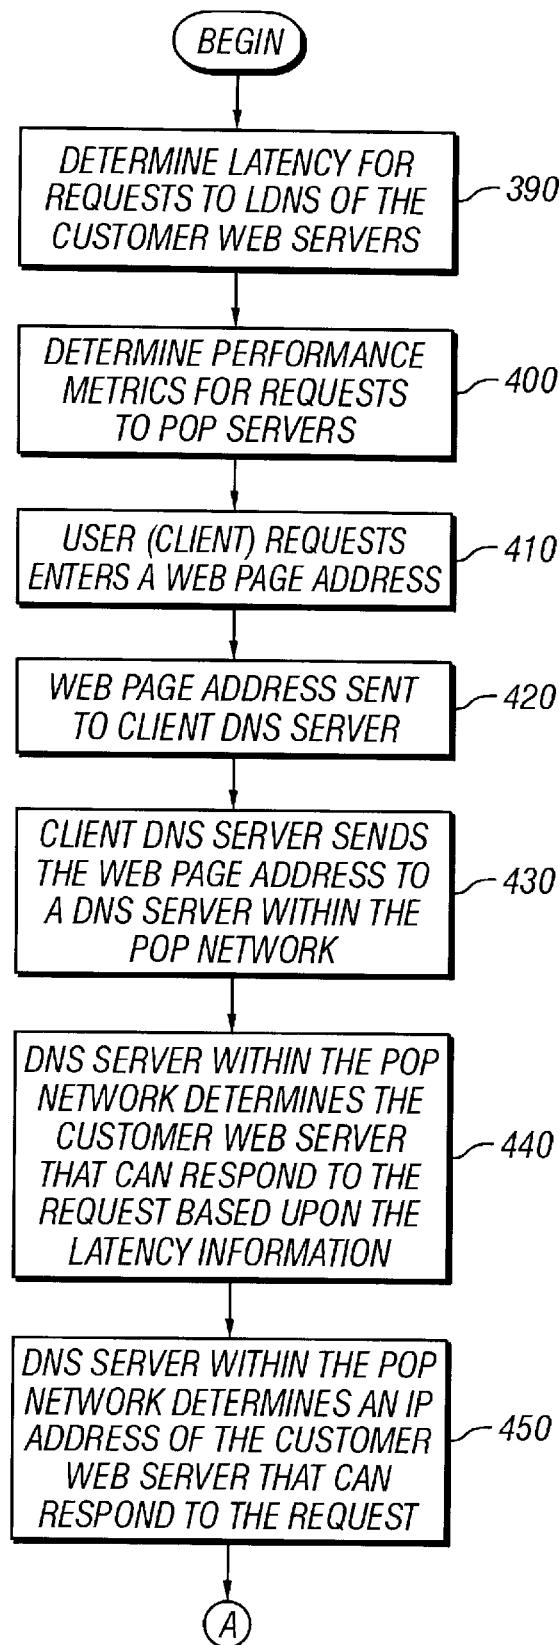 BEGIN
DETERMINE LATENCY FOR
REQUESTS TO LDNS OF THE
CUSTOMER WEB SERVERS
390
DETERMINE PERFORMANCE
METRICS FOR REQUESTS
TO POP SERVERS
400
USER (CLIENT) REQUESTS
ENTERS A WEB PAGE ADDRESS
410
WEB PAGE ADDRESS SENT
TO CLIENT DNS SERVER
420
CLIENT DNS SERVER SENDS
THE WEB PAGE ADDRESS TO
A DNS SERVER WITHIN THE
POP NETWORK
430
DNS SERVER WITHIN THE POP
NETWORK DETERMINES THE
CUSTOMER WEB SERVER
THAT CAN RESPOND TO THE
REQUEST BASED UPON THE
LATENCY INFORMATION
440
DNS SERVER WITHIN THE POP
NETWORK DETERMINES AN IP
ADDRESS OF THE CUSTOMER
WEB SERVER THAT CAN
RESPOND TO THE REQUEST
450
A